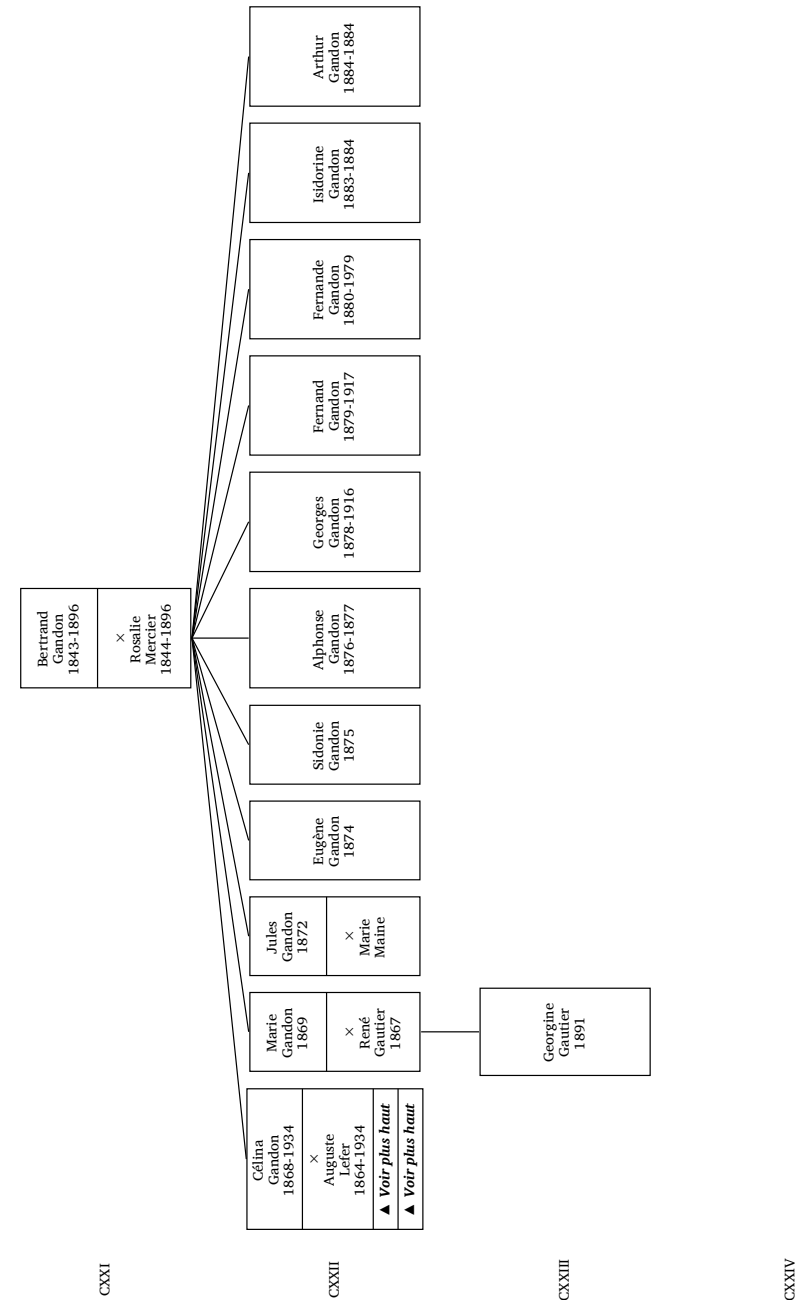 CXXI
Bertrand
Gandon
1843-1896
×
Rosalie
Mercier
1844-1896
CXXII
Célina
Gandon
1868-1934
×
Auguste
Lefer
1864-1934
▲ Voir plus haut
▲ Voir plus haut
Marie
Gandon
1869
×
René
Gautier
1867
Jules
Gandon
1872
×
Marie
Maine
Eugène
Gandon
1874
Sidonie
Gandon
1875
Alphonse
Gandon
1876-1877
Georges
Gandon
1878-1916
Fernand
Gandon
1879-1917
Fernande
Gandon
1880-1979
Isidorine
Gandon
1883-1884
Arthur
Gandon
1884-1884
CXXIII
Georgine
Gautier
1891
CXXIV